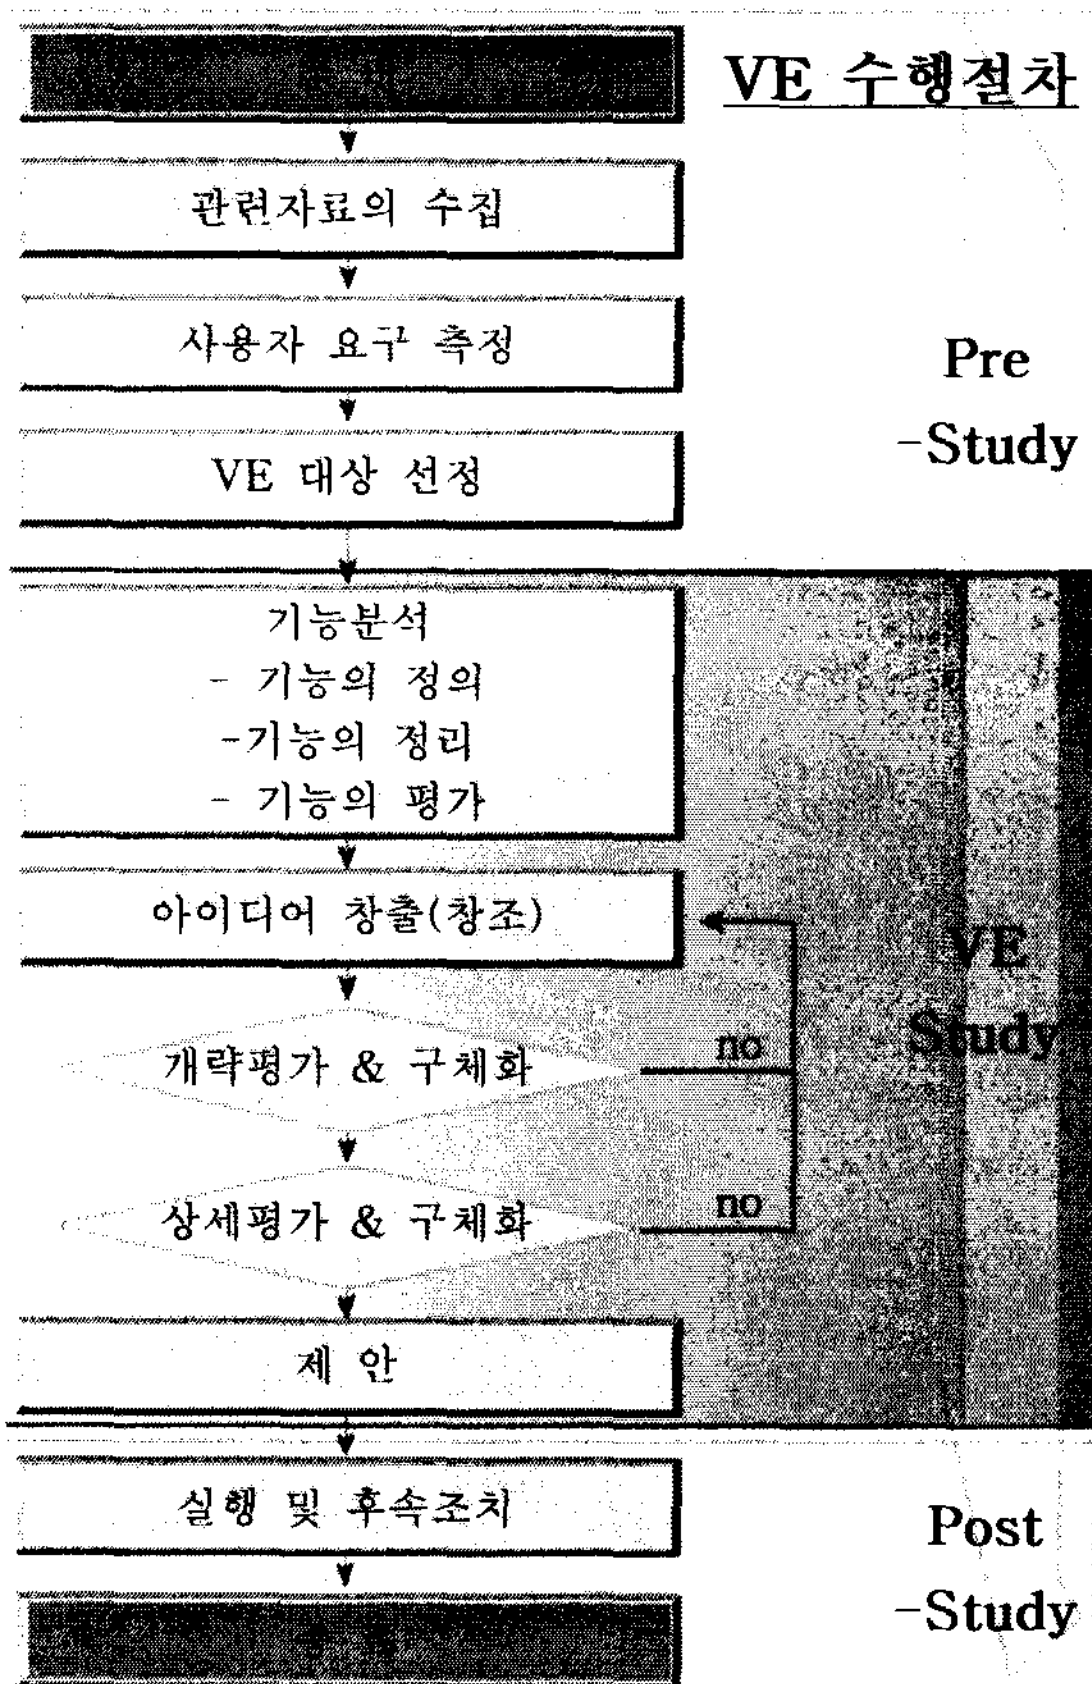 VE 수행절차
관련자료의 수집
사용자 요구 측정
VE 대상 선정
Pre
-Study
기능분석
- 기능의 정의
-기능의 정리
- 기능의 평가
아이디어 창출(창조)
개략평가 & 구체화
no
상세평가 & 구체화
no
제 안
VE
Study
실행 및 후속조치
Post
-Study